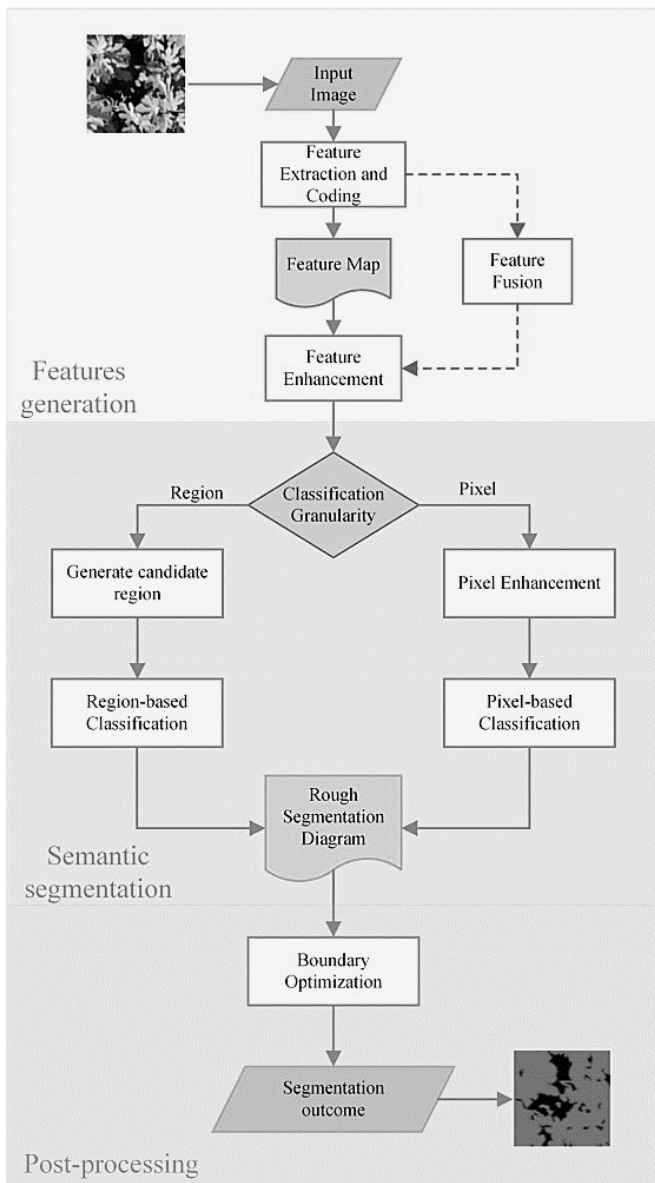 Input
Image
Feature
Extraction and
Coding
Feature Map
Feature
Fusion
Feature
Enhancement
Features
generation
Classification
Granularity
Region
Pixel
Generate candidate
region
Pixel Enhancement
Region-based
Classification
Pixel-based
Classification
Rough
Segmentation
Diagram
Semantic
segmentation
Boundary
Optimization
Segmentation
outcome
Post-processing